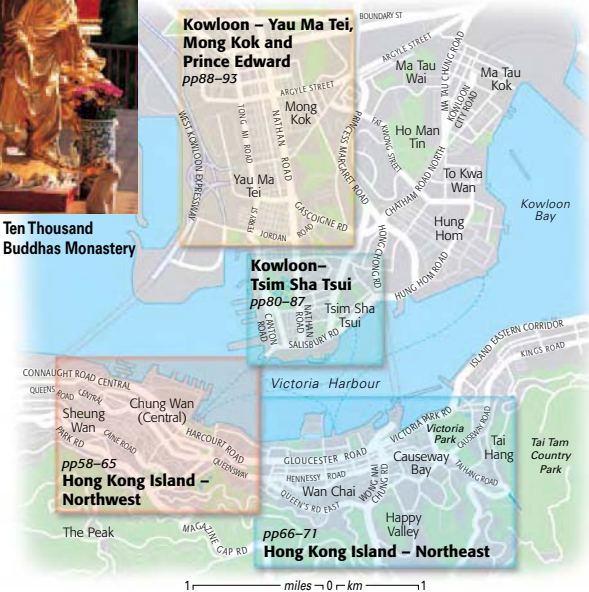 Ten Thousand
Buddhas Monastery
Kowloon – Yau Ma Tei,
Mong Kok and
Prince Edward
pp88–93
BOUNDARY ST
ARGYLE STREET
Ma Tau
Wai
MA TAU CHUNG ROAD
Ma Tau
Kok
KOWLOON
CITY ROAD
ARGYLE STREET
Mong
Kok
TONG MI ROAD
NATHAN ROAD
PRINCESS MARGARET ROAD
FAT KWONG STREET
Ho Man
Tin
WEST KOWLOON EXPRESSWAY
Yau Ma
Tei
FERRY ST
GASCOIGNE RD
JORDAN ROAD
CHATHAM ROAD NORTH
To Kwa
Wan
Kowloon
Bay
Hung
Hom
HONG CHONG RD
HUNG HOM ROAD
Kowloon–
Tsim Sha Tsui
pp80–87
CANTON
ROAD
NATHAN
ROAD
Tsim Sha
Tsui
SALISBURY RD
ISLAND EASTERN CORRIDOR
KINGS ROAD
Victoria Harbour
CONNAUGHT ROAD CENTRAL
QUEENS ROAD CENTRAL
Sheung
Wan
Chung Wan
(Central)
PARK RD
CAINE ROAD
HARCOURT ROAD
QUEENSWAY
pp58–65
Hong Kong Island –
Northwest
VICTORIA PARK RD
Victoria
Park
CAUSEWAY ROAD
Tai
Hang
TAI HANG ROAD
Tai Tam
Country
Park
GLOUCESTER ROAD
HENNESSY ROAD
Causeway
Bay
Wan Chai
WONG NAI
CHUNG RD
QUEEN'S RD EAST
Happy
Valley
The Peak
MAGAZINE GAP RD
pp66–71
Hong Kong Island – Northeast
1 miles 0 km 1